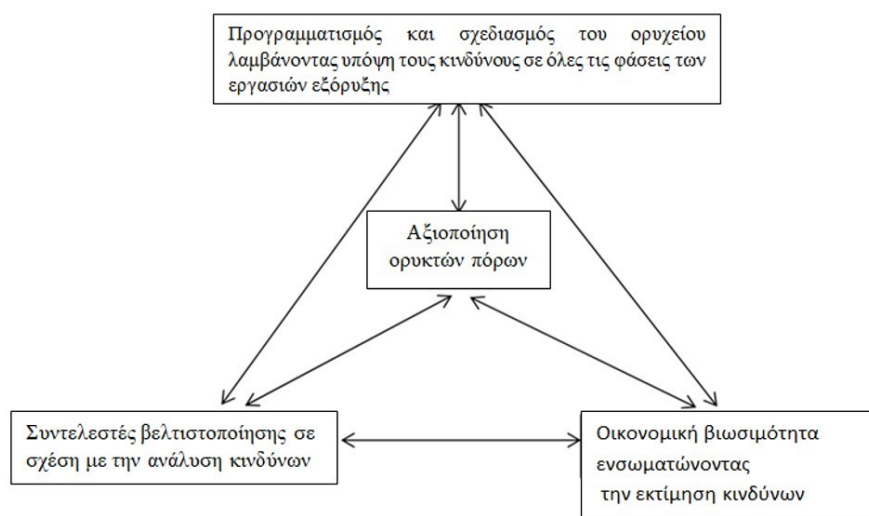 Προγραμματισμός και σχεδιασμός του ορυχείου
λαμβάνοντας υπόψη τους κινδύνους σε όλες τις φάσεις των
εργασιών εξόρυξης
Αξιοποίηση
ορυκτών πόρων
Συντελεστές βελτιστοποίησης σε
σχέση με την ανάλυση κινδύνων
Οικονομική βιωσιμότητα
ενσωματώνοντας
την εκτίμηση κινδύνων